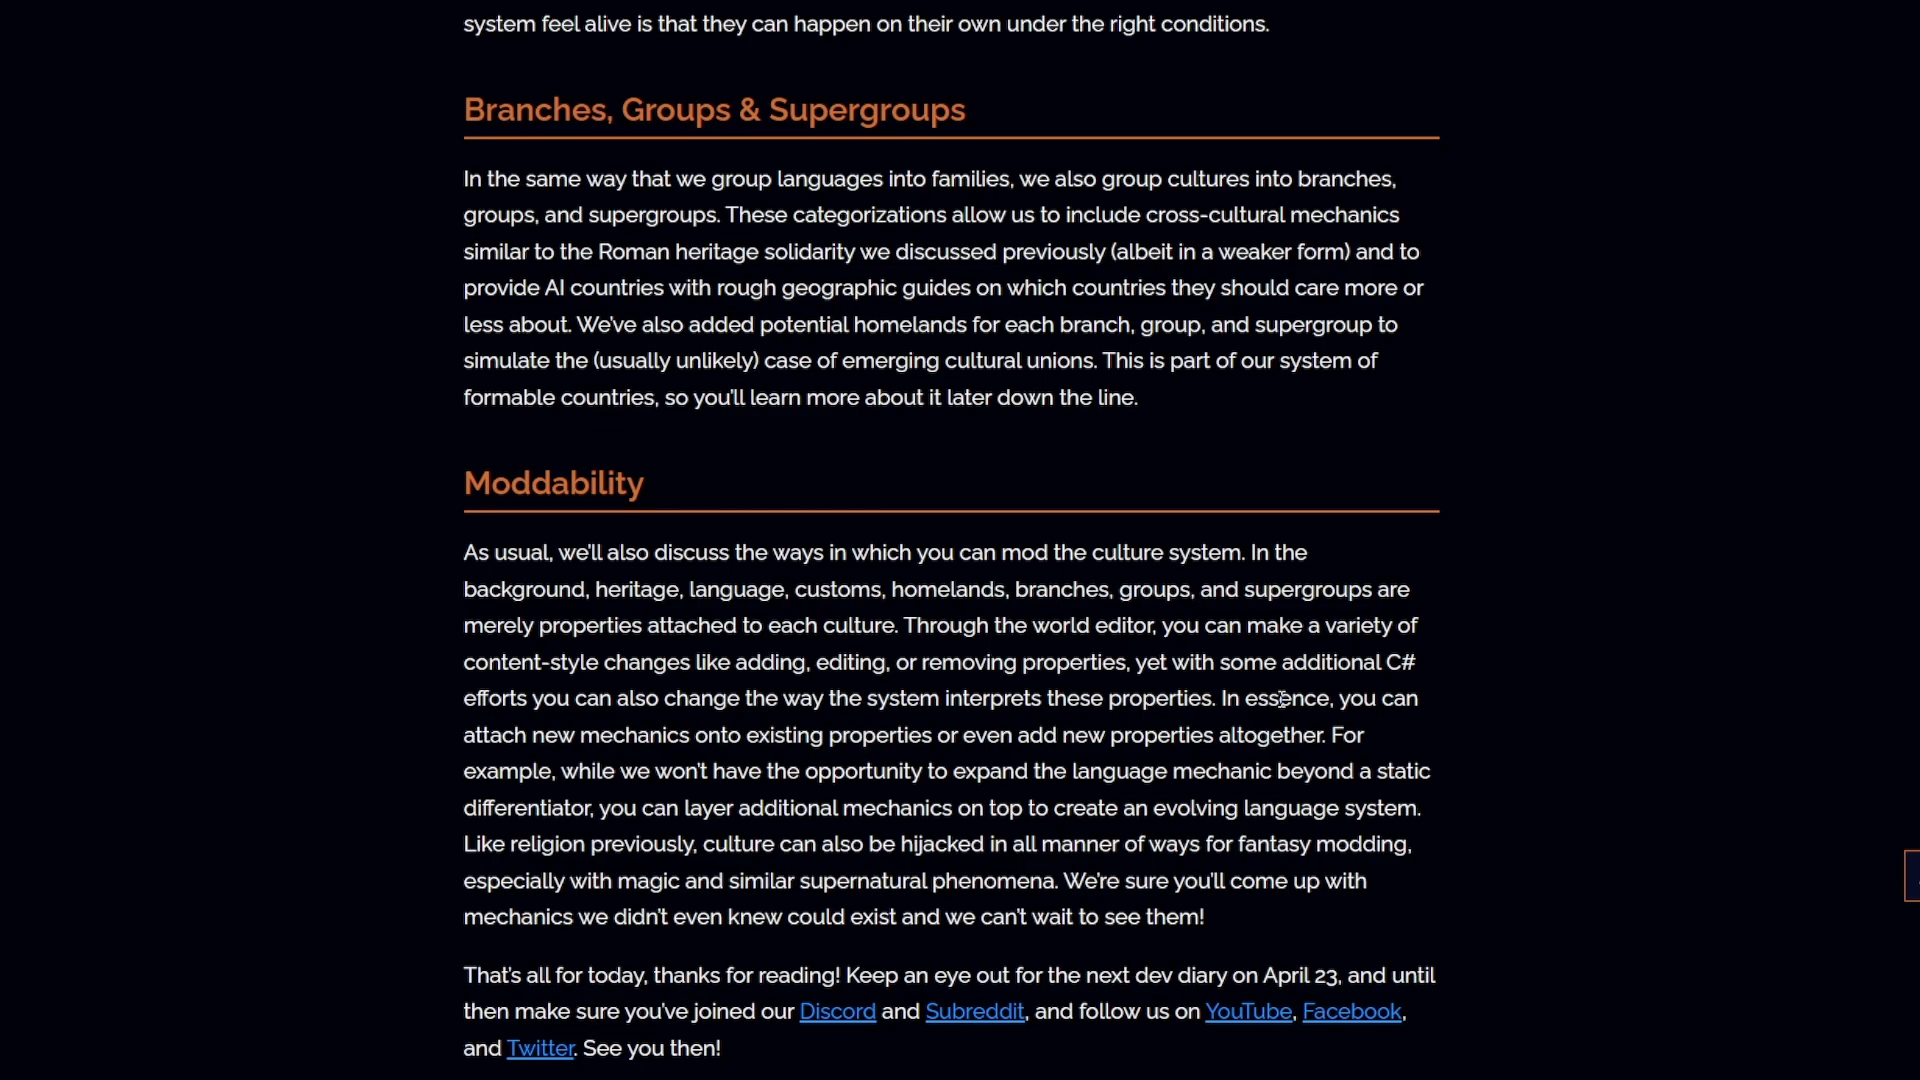 system feel alive is that they can happen on their own under the right conditions.
Branches, Groups & Supergroups
In the same way that we group languages into families, we also group cultures into branches,
groups, and supergroups. These categorizations allow us to include cross-cultural mechanics
similar to the Roman heritage solidarity we discussed previously (albeit in a weaker form) and to
provide AI countries with rough geographic guides on which countries they should care more or
less about. We've also added potential homelands for each branch, group, and supergroup to
simulate the (usually unlikely) case of emerging cultural unions. This is part of our system of
formable countries, so you'll learn more about it later down the line.
Moddability
As usual, we'll also discuss the ways in which you can mod the culture system. In the
background, heritage, language, customs, homelands, branches, groups, and supergroups are
merely properties attached to each culture. Through the world editor, you can make a variety of
content-style changes like adding, editing, or removing properties, yet with some additional C#
efforts you can also change the way the system interprets these properties. In essence, you can
attach new mechanics onto existing properties or even add new properties altogether. For
example, while we won't have the opportunity to expand the language mechanic beyond a static
differentiator, you can layer additional mechanics on top to create an evolving language system.
Like religion previously, culture can also be hijacked in all manner of ways for fantasy modding,
especially with magic and similar supernatural phenomena. We're sure you'll come up with
mechanics we didn't even knew could exist and we can't wait to see them!
That's all for today, thanks for reading! Keep an eye out for the next dev diary on April 23, and until
then make sure you've joined our Discord and Subreddit, and follow us on YouTube, Facebook,
and Twitter. See you then!